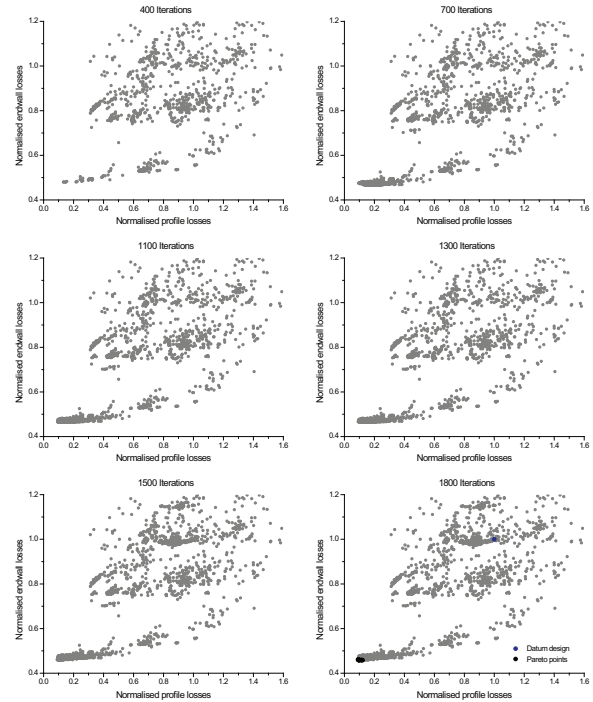 400 Iterations
1.2
1.0
0.8
0.6
0.4
Normalised endwall losses
0.0 0.2 0.4 0.6 0.8 1.0 1.2 1.4 1.6
Normalised profile losses
700 Iterations
1.2
1.0
0.8
0.6
0.4
Normalised endwall losses
0.0 0.2 0.4 0.6 0.8 1.0 1.2 1.4 1.6
Normalised profile losses
1100 Iterations
1.2
1.0
0.8
0.6
0.4
Normalised endwall losses
0.0 0.2 0.4 0.6 0.8 1.0 1.2 1.4 1.6
Normalised profile losses
1300 Iterations
1.2
1.0
0.8
0.6
0.4
Normalised endwall losses
0.0 0.2 0.4 0.6 0.8 1.0 1.2 1.4 1.6
Normalised profile losses
1500 Iterations
1.2
1.0
0.8
0.6
0.4
Normalised endwall losses
0.0 0.2 0.4 0.6 0.8 1.0 1.2 1.4 1.6
Normalised profile losses
1800 Iterations
1.2
1.0
0.8
0.6
0.4
Normalised endwall losses
Datum design
Pareto points
0.0 0.2 0.4 0.6 0.8 1.0 1.2 1.4 1.6
Normalised profile losses